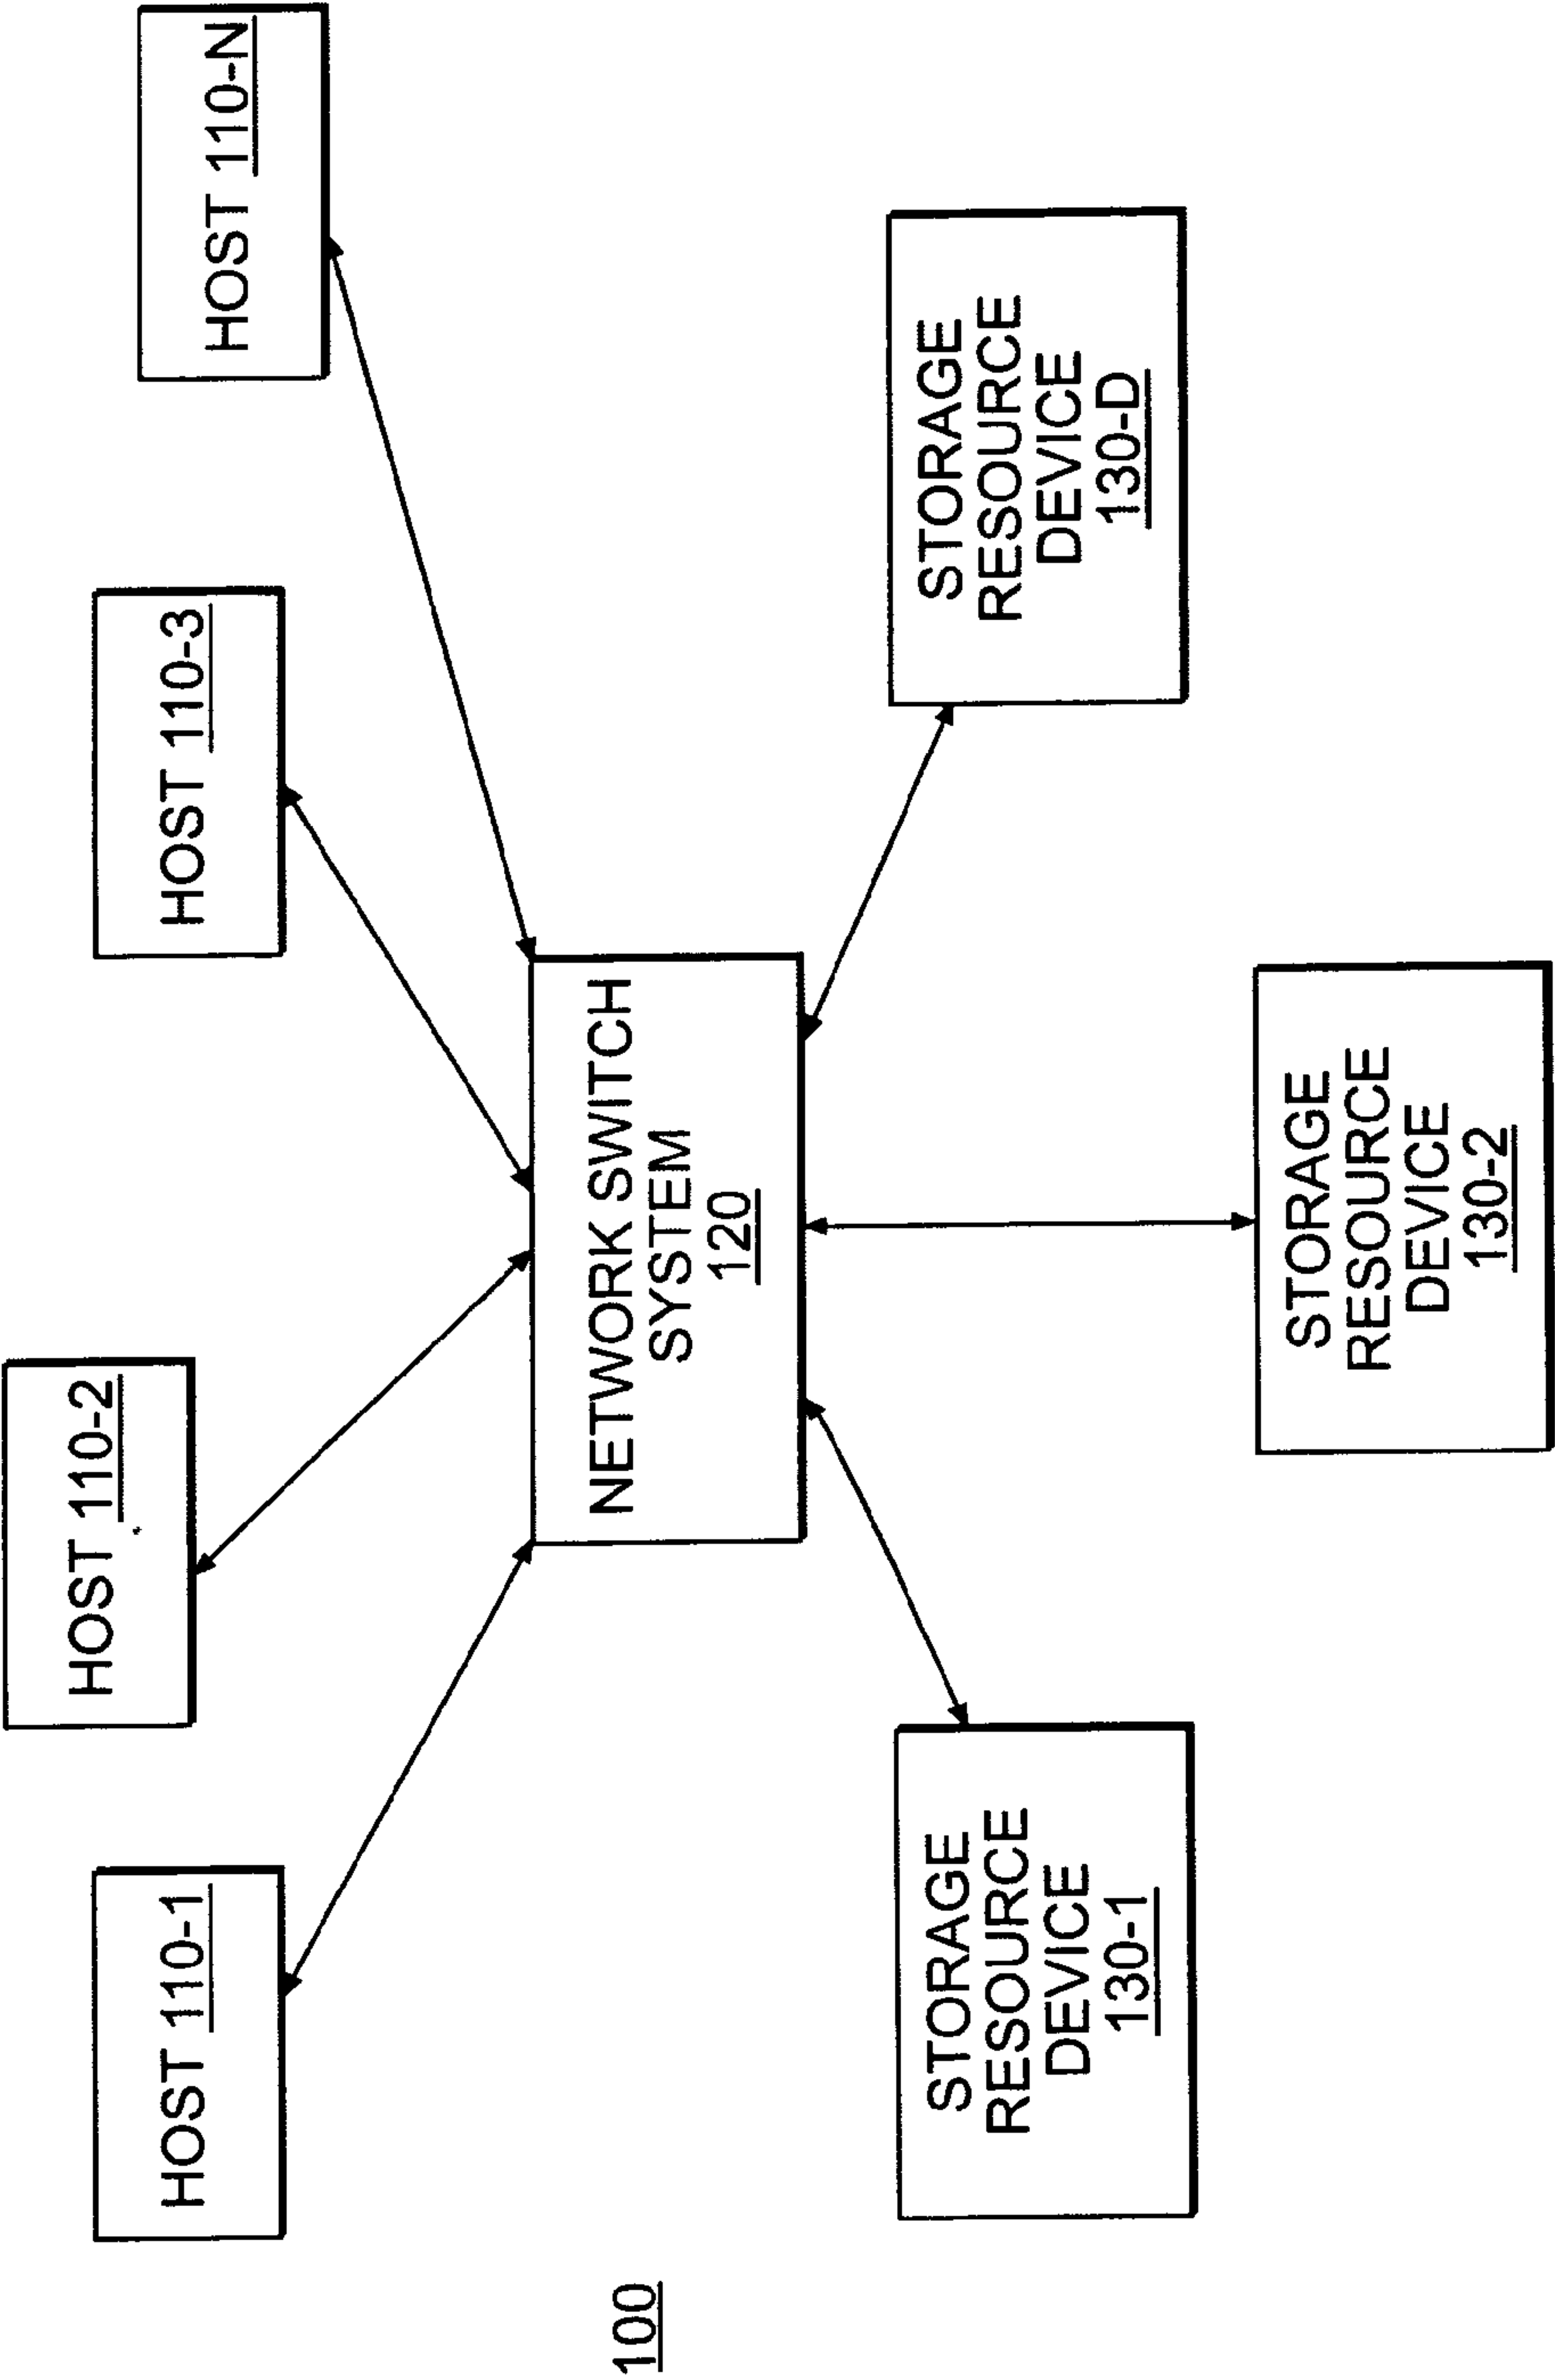 HOST 110-1
HOST 110-2
HOST 110-3
HOST 110-N
NETWORK SWITCH
SYSTEM
120
STORAGE
RESOURCE
DEVICE
130-1
STORAGE
RESOURCE
DEVICE
130-2
STORAGE
RESOURCE
DEVICE
130-D
100